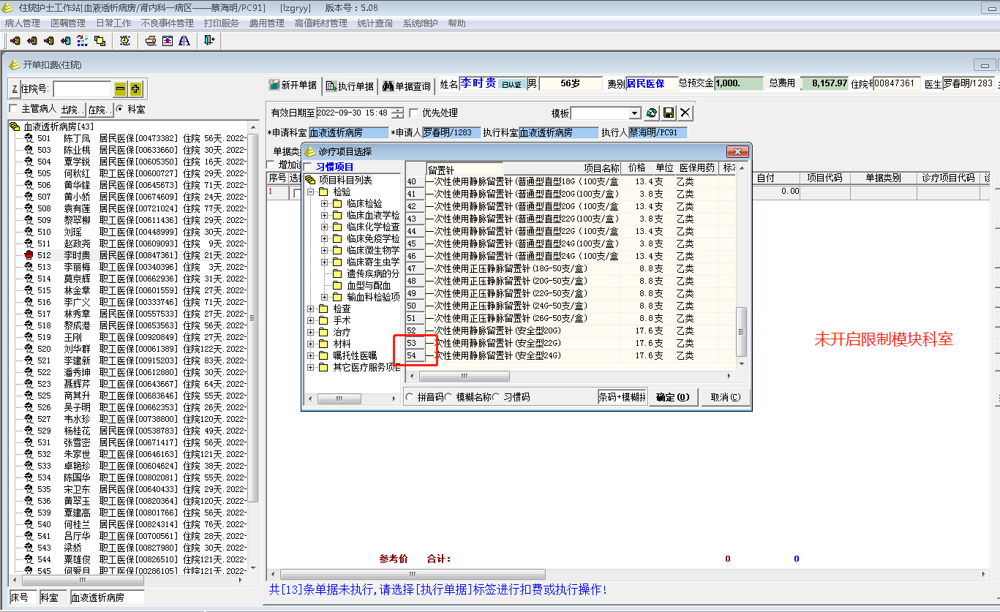 住院护士工作站[血液透析病房/肾内科一病区——蔡海明/PC91] [lzgryy] 版本号：5.08
病人管理 医嘱管理 日常工作 不良事件管理 打印服务 费用管理 高值耗材管理 统计查询 系统维护 帮助
开单扣费(住院)
Z 住院号:
主管病人 出院.. 在院.. 科室
血液透析病房[43]
501 陈丁凤 居民医保[00473382] 住院 56天.2022-
503 陈业桃 居民医保[00633660] 住院 30天.2022-
504 覃学锐 居民医保[00605350] 住院 16天.2022-
505 何秋红 职工医保[00600727] 住院 29天.2022-
506 黄华锋 职工医保[00645673] 住院 71天.2022-
507 黄小娇 居民医保[00674609] 住院 24天.2022-
508 袁有莲 居民医保[00721024] 住院 77天.2022-
509 黎翠柳 职工医保[00611436] 住院 29天.2022-
510 刘瑶 职工医保[00448999] 住院 30天.2022-
511 赵政尧 职工医保[00609093] 住院 9天.2022-
512 李时贵 居民医保[00847361] 住院 21天.2022-
513 李丽梅 职工医保[00340396] 住院 3天.2022-
514 莫京辉 职工医保[00662936] 住院 31天.2022-
515 林金章 职工医保[00601559] 住院 27天.2022-
516 李广义 职工医保[00333746] 住院 71天.2022-
517 林秀章 居民医保[00557533] 住院 27天.2022-
518 黎成港 居民医保[00653563] 住院 56天.2022-
519 王刚 职工医保[00920849] 住院 27天.2022-
520 刘华群 职工医保[00061389] 住院122天.2022-
521 李建新 职工医保[00915203] 住院 83天.2022-
522 潘秀坤 职工医保[00612880] 住院 30天.2022-
523 聂辉芹 职工医保[00643667] 住院 64天.2022-
525 商其升 职工医保[00683646] 住院 55天.2022-
526 吴子明 职工医保[00662353] 住院 26天.2022-
527 韦水珍 职工医保[00738800] 住院120天.2022-
529 杨桂花 居民医保[00538783] 住院 49天.2022-
531 张雪密 居民医保[00671417] 住院 56天.2022-
532 朱家世 职工医保[00646163] 住院121天.2022-
533 卓艳珍 职工医保[00604624] 住院 38天.2022-
534 陈国华 职工医保[00802081] 住院 55天.2022-
535 宋卫东 居民医保[00640433] 住院 29天.2022-
536 黄翠玉 职工医保[00820364] 住院120天.2022-
539 覃建高 职工医保[00801766] 住院 56天.2022-
540 何桂兰 居民医保[00824314] 住院 76天.2022-
541 吕厅华 职工医保[00700561] 住院 28天.2022-
543 梁娇 职工医保[00827980] 住院 30天.2022-
544 粟雄俊 职工医保[00826510] 住院121天.2022-
545 何爱月 职工医保[00286105] 住院121天.2022-
床号 科室 血液透析病房
新开单据 执行单据 单据查询 姓名 李时贵 已认证 男 56岁 费别 居民医保 总预交金 1,000. 总费用 8,157.97 住院号 00847361 医生 罗春明/1283
有效日期至 2022-09-30 15:48 优先处理 模板
*申请科室 血液透析病房 *申请人 罗春明/1283 执行科室 血液透析病房 执行人 蔡海明/PC91
单据类
增加诊
序号 选 自付 项目代码 单据类别 诊疗项目代码 诊
1 0.00
诊疗项目选择
习惯项目
项目科目列表
检验
临床检验
临床血液学检
临床化学检查
临床免疫学检
临床微生物学
临床寄生虫学
遗传疾病的分
血型与配血
输血科检验项
检查
手术
治疗
材料
嘱托性医嘱
其它医疗服务项目
留置针 项目名称 价格 单位 医保用药 标准
40 一次性使用静脉留置针(普通型直型18G（100支/盒 13.4 支 乙类
41 一次性使用静脉留置针(普通型直型20G(100支/盒) 3.8 支 乙类
42 一次性使用静脉留置针(普通型直型20G（100支/盒 13.4 支 乙类
43 一次性使用静脉留置针(普通型直型22G(100支/盒) 3.8 支 乙类
44 一次性使用静脉留置针(普通型直型22G（100支/盒 13.4 支 乙类
45 一次性使用静脉留置针(普通型直型24G(100支/盒) 3.8 支 乙类
46 一次性使用静脉留置针(普通型直型24G（100支/盒 13.4 支 乙类
47 一次性使用正压静脉留置针(18G-50支/盒) 8.8 支 乙类
48 一次性使用正压静脉留置针(20G-50支/盒) 8.8 支 乙类
49 一次性使用正压静脉留置针(22G-50支/盒) 8.8 支 乙类
50 一次性使用正压静脉留置针(24G-50支/盒) 8.8 支 乙类
51 一次性使用正压静脉留置针(26G-50支/盒) 8.8 支 乙类
52 一次性使用静脉留置针(安全型20G) 17.6 支 乙类
53 一次性使用静脉留置针(安全型22G) 17.6 支 乙类
54 一次性使用静脉留置针(安全型24G) 17.6 支 乙类
拼音码 模糊名称 习惯码 条码+模糊拼 确定(O) 取消(C)
未开启限制模块科室
参考价 合计: 0 0
共[13]条单据未执行,请选择[执行单据]标签进行扣费或执行操作!